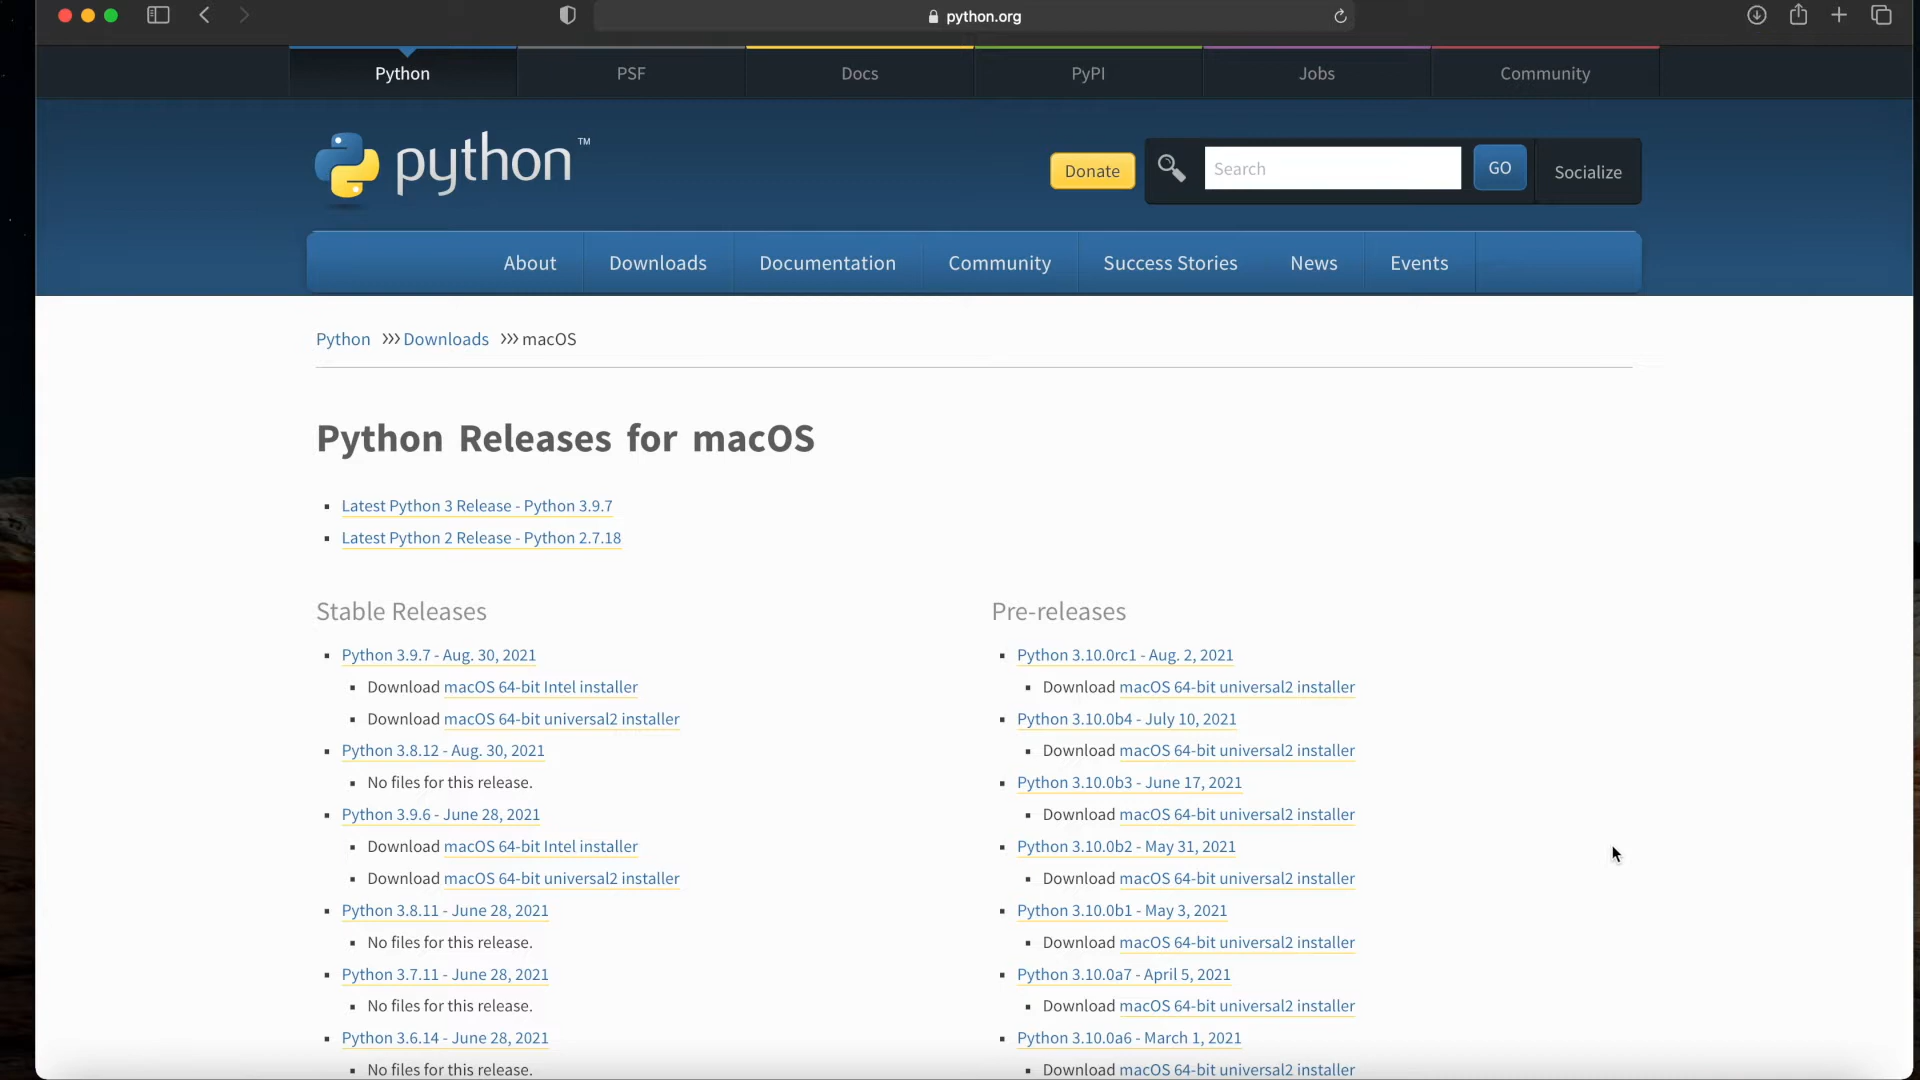 python.org
Python
PSF
Docs
PyPI
Jobs
Community
python™
Donate
Search
GO
Socialize
About
Downloads
Documentation
Community
Success Stories
News
Events
Python >>> Downloads >>> macOS
Python Releases for macOS
Latest Python 3 Release - Python 3.9.7
Latest Python 2 Release - Python 2.7.18
Stable Releases
Python 3.9.7 - Aug. 30, 2021
Download macOS 64-bit Intel installer
Download macOS 64-bit universal2 installer
Python 3.8.12 - Aug. 30, 2021
No files for this release.
Python 3.9.6 - June 28, 2021
Download macOS 64-bit Intel installer
Download macOS 64-bit universal2 installer
Python 3.8.11 - June 28, 2021
No files for this release.
Python 3.7.11 - June 28, 2021
No files for this release.
Python 3.6.14 - June 28, 2021
No files for this release.
Pre-releases
Python 3.10.0rc1 - Aug. 2, 2021
Download macOS 64-bit universal2 installer
Python 3.10.0b4 - July 10, 2021
Download macOS 64-bit universal2 installer
Python 3.10.0b3 - June 17, 2021
Download macOS 64-bit universal2 installer
Python 3.10.0b2 - May 31, 2021
Download macOS 64-bit universal2 installer
Python 3.10.0b1 - May 3, 2021
Download macOS 64-bit universal2 installer
Python 3.10.0a7 - April 5, 2021
Download macOS 64-bit universal2 installer
Python 3.10.0a6 - March 1, 2021
Download macOS 64-bit universal2 installer